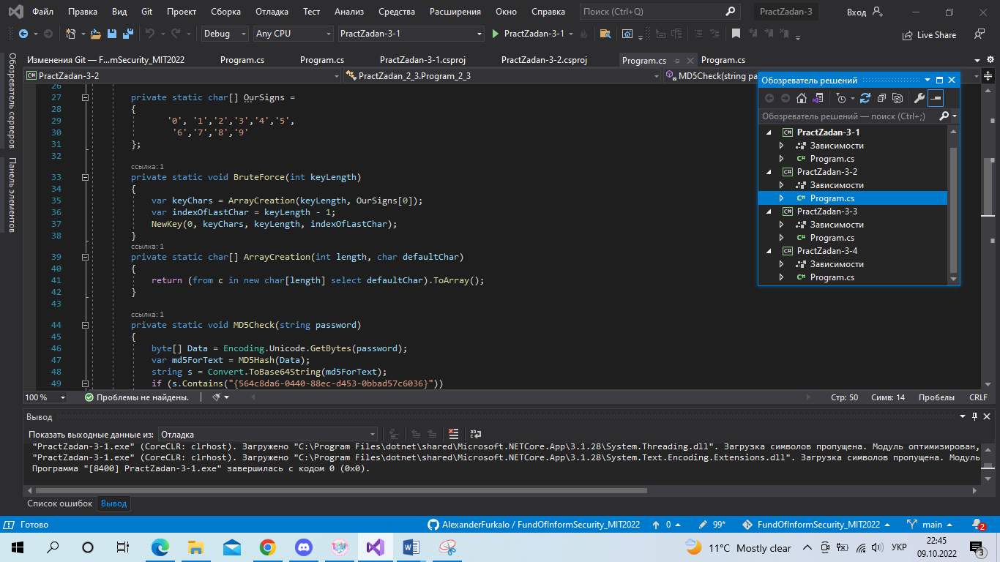 Файл Правка Вид Git Проект Сборка Отладка Тест Анализ Средства Расширения Окно Справка Поиск (Ctrl+Q) PractZadan-3 Вход
Debug Any CPU PractZadan-3-1 PractZadan-3-1 Live Share
Изменения Git — F...mSecurity_MIT2022 Program.cs Program.cs PractZadan-3-1.csproj PractZadan-3-2.csproj Program.cs Program.cs
PractZadan-3-2 PractZadan_2_3.Program_2_3 MD5Check(string pa
Обозреватель серверов
Панель элементов
26
27 private static char[] OurSigns =
28 {
29 '0', '1','2','3','4','5',
30 '6','7','8','9'
31 };
32
ссылка: 1
33 private static void BruteForce(int keyLength)
34 {
35 var keyChars = ArrayCreation(keyLength, OurSigns[0]);
36 var indexOfLastChar = keyLength - 1;
37 NewKey(0, keyChars, keyLength, indexOfLastChar);
38 }
ссылка: 1
39 private static char[] ArrayCreation(int length, char defaultChar)
40 {
41 return (from c in new char[length] select defaultChar).ToArray();
42 }
43
ссылка: 1
44 private static void MD5Check(string password)
45 {
46 byte[] Data = Encoding.Unicode.GetBytes(password);
47 var md5ForText = MD5Hash(Data);
48 string s = Convert.ToBase64String(md5ForText);
49 if (s.Contains("{564c8da6-0440-88ec-d453-0bbad57c6036}"))
Обозреватель решений
Обозреватель решений — поиск (Ctrl+;)
C# PractZadan-3-1
Зависимости
C# Program.cs
C# PractZadan-3-2
Зависимости
C# Program.cs
C# PractZadan-3-3
Зависимости
C# Program.cs
C# PractZadan-3-4
Зависимости
C# Program.cs
100 % Проблемы не найдены. Стр: 50 Симв: 14 Пробелы CRLF
Вывод
Показать выходные данные из: Отладка
"PractZadan-3-1.exe" (CoreCLR: clrhost). Загружено "C:\Program Files\dotnet\shared\Microsoft.NETCore.App\3.1.28\System.Threading.dll". Загрузка символов пропущена. Модуль оптимизирован,
"PractZadan-3-1.exe" (CoreCLR: clrhost). Загружено "C:\Program Files\dotnet\shared\Microsoft.NETCore.App\3.1.28\System.Text.Encoding.Extensions.dll". Загрузка символов пропущена. Модуль
Программа "[8400] PractZadan-3-1.exe" завершилась с кодом 0 (0x0).
Список ошибок Вывод
Готово AlexanderFurkalo / FundOfInformSecurity_MIT2022 0 99* FundOfInformSecurity_MIT2022 main 2
11°C Mostly clear УКР 22:45
09.10.2022 3